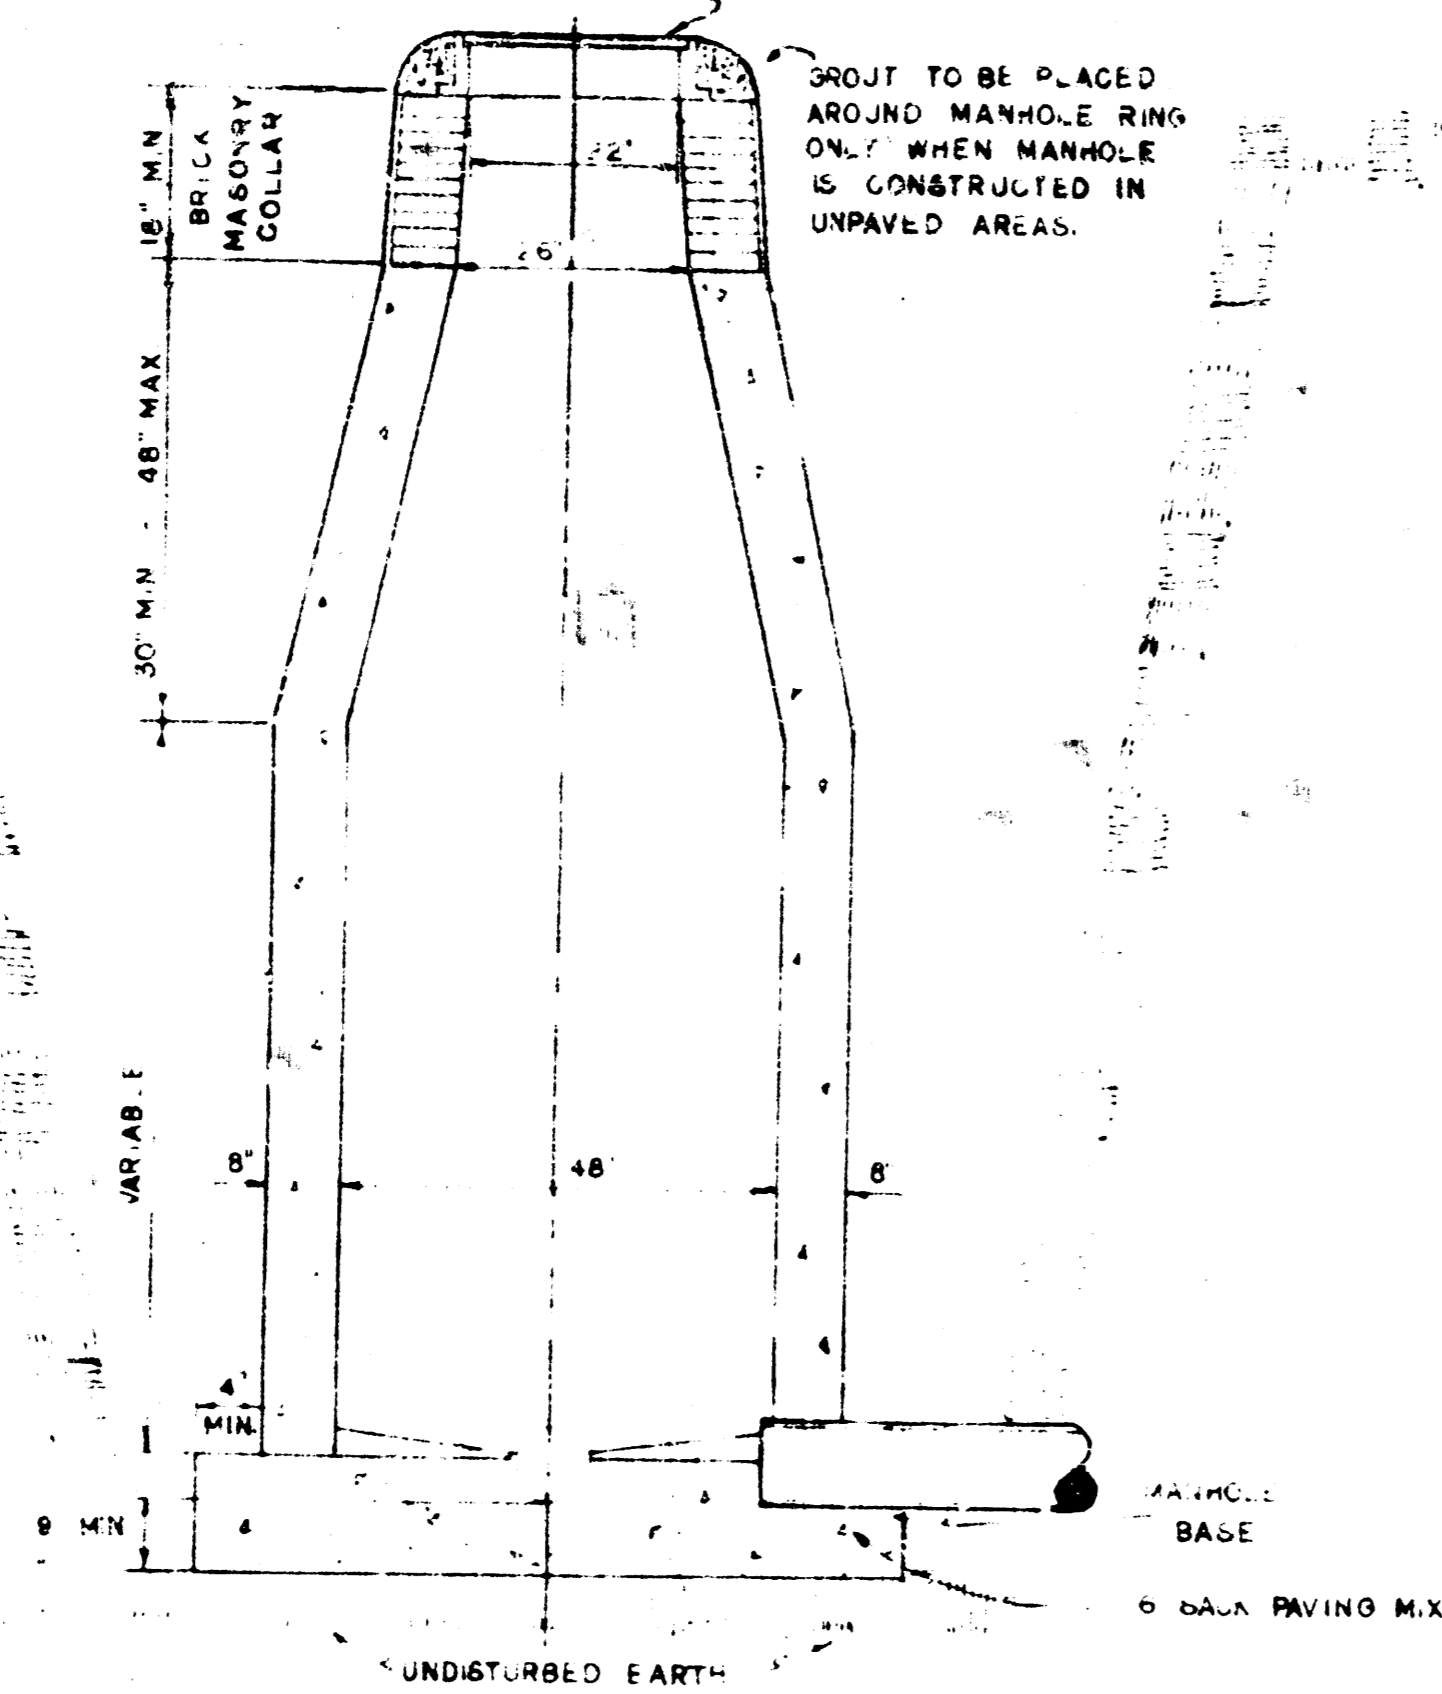 GROUT TO BE PLACED
AROUND MANHOLE RING
ONLY WHEN MANHOLE
IS CONSTRUCTED IN
UNPAVED AREAS.
18" MIN
BRICK
MASONRY
COLLAR
22"
26"
30" MIN - 48" MAX
VARIABLE
8"
48"
8"
4"
MIN.
9 MIN
MANHOLE
BASE
6 SACK PAVING MIX
UNDISTURBED EARTH